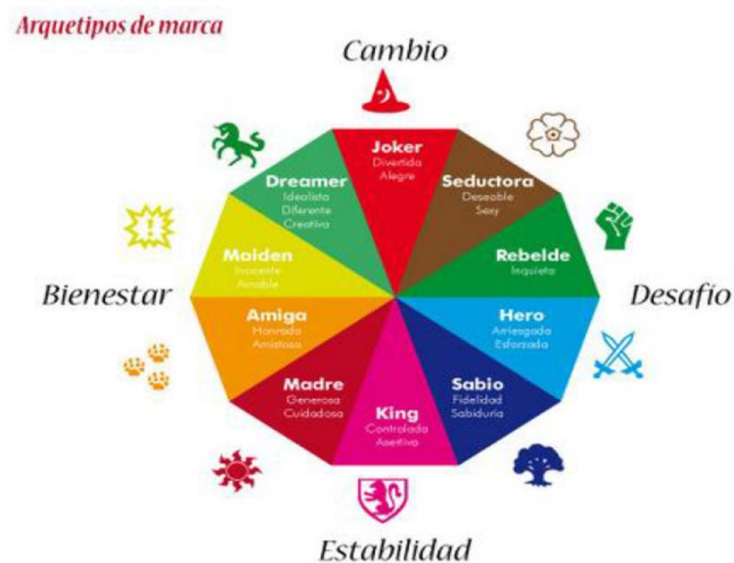 Arquetipos de marca
Cambio
Joker
Divertida
Alegre
Seductora
Deseable
Sexy
Rebelde
Inquieta
Desafío
Hero
Arriesgada
Esforzada
Sabio
Fidelidad
Sabiduría
King
Controlada
Asertiva
Estabilidad
Madre
Generosa
Cuidadosa
Amiga
Honrada
Amistosa
Bienestar
Maiden
Inocente
Amable
Dreamer
Idealista
Diferente
Creativa
!